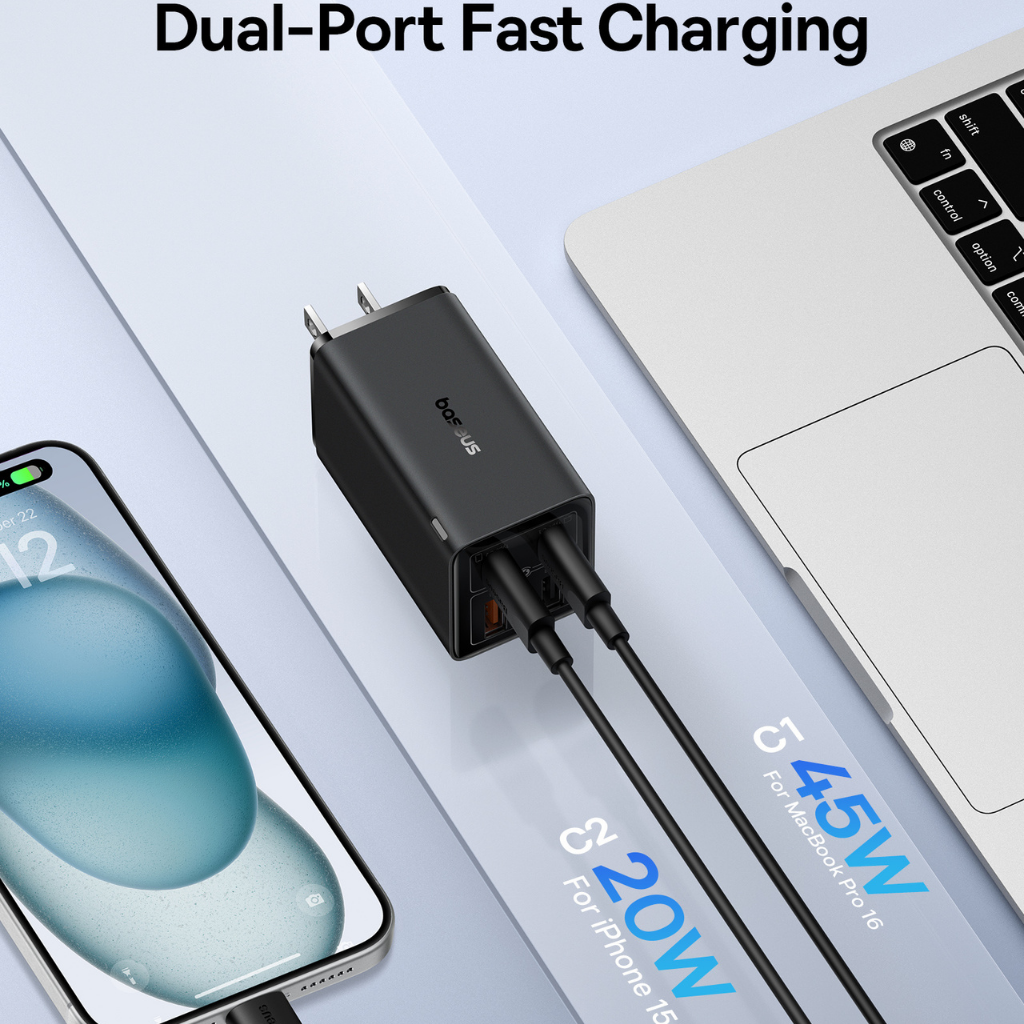 Dual-Port Fast Charging
shift
fn
control
option
baseus
12
C1
45W
For MacBook Pro 16
C2
20W
For iPhone 15